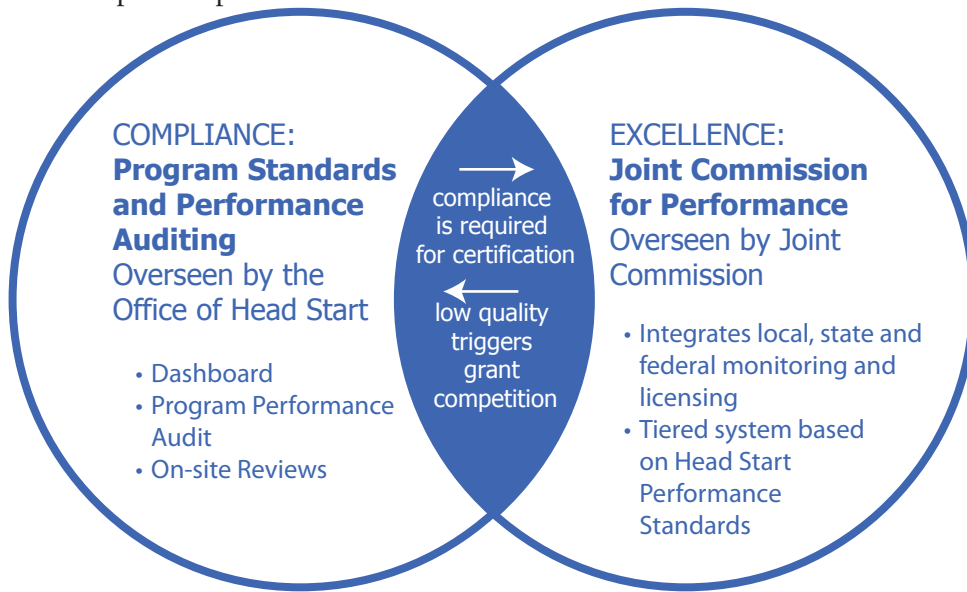 COMPLIANCE:
Program Standards
and Performance
Auditing
Overseen by the
Office of Head Start
• Dashboard
• Program Performance
Audit
• On-site Reviews
compliance
is required
for certification
low quality
triggers
grant
competition
EXCELLENCE:
Joint Commission
for Performance
Overseen by Joint
Commission
• Integrates local, state and
federal monitoring and
licensing
• Tiered system based
on Head Start
Performance
Standards